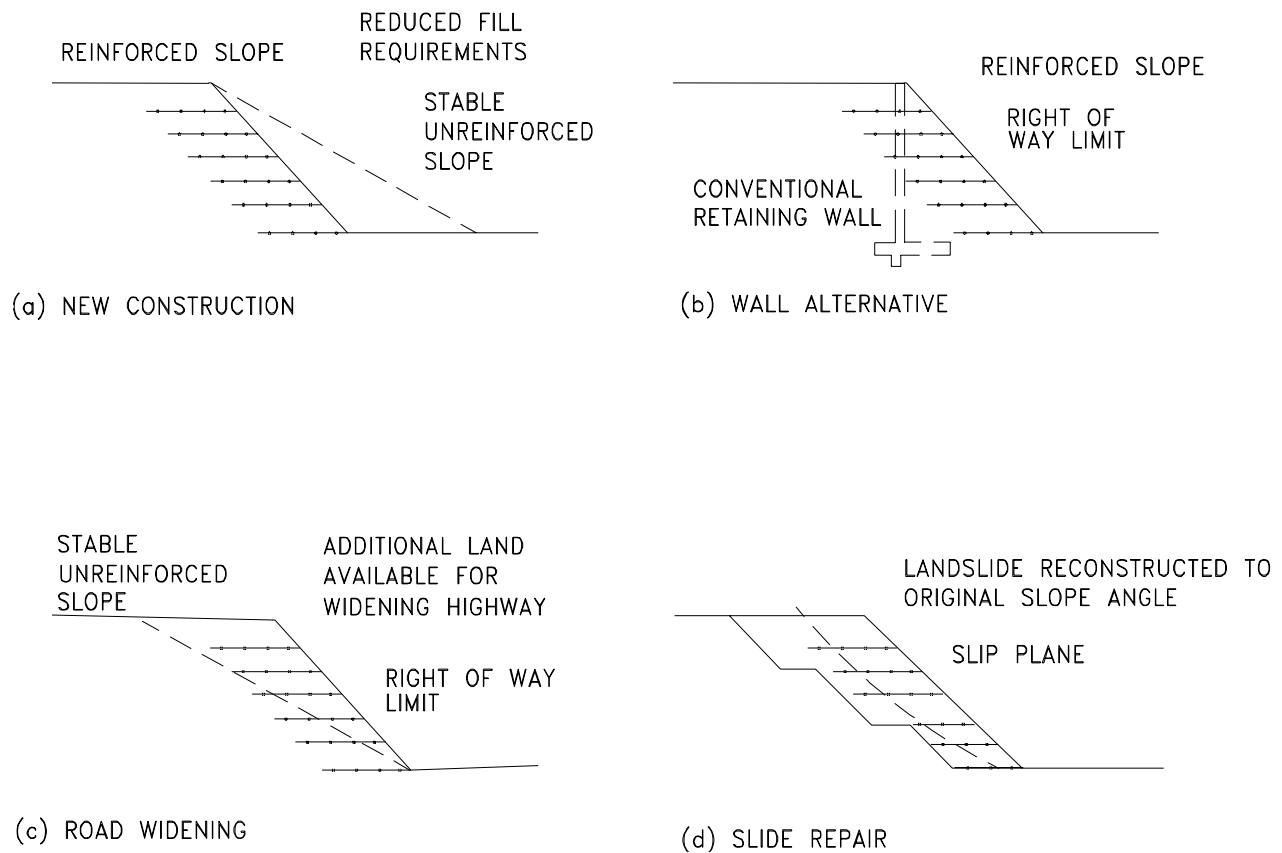 REINFORCED SLOPE
REDUCED FILL
REQUIREMENTS
STABLE
UNREINFORCED
SLOPE
(a) NEW CONSTRUCTION
REINFORCED SLOPE
RIGHT OF
WAY LIMIT
CONVENTIONAL
RETAINING WALL
(b) WALL ALTERNATIVE
STABLE
UNREINFORCED
SLOPE
ADDITIONAL LAND
AVAILABLE FOR
WIDENING HIGHWAY
RIGHT OF WAY
LIMIT
(c) ROAD WIDENING
LANDSLIDE RECONSTRUCTED TO
ORIGINAL SLOPE ANGLE
SLIP PLANE
(d) SLIDE REPAIR